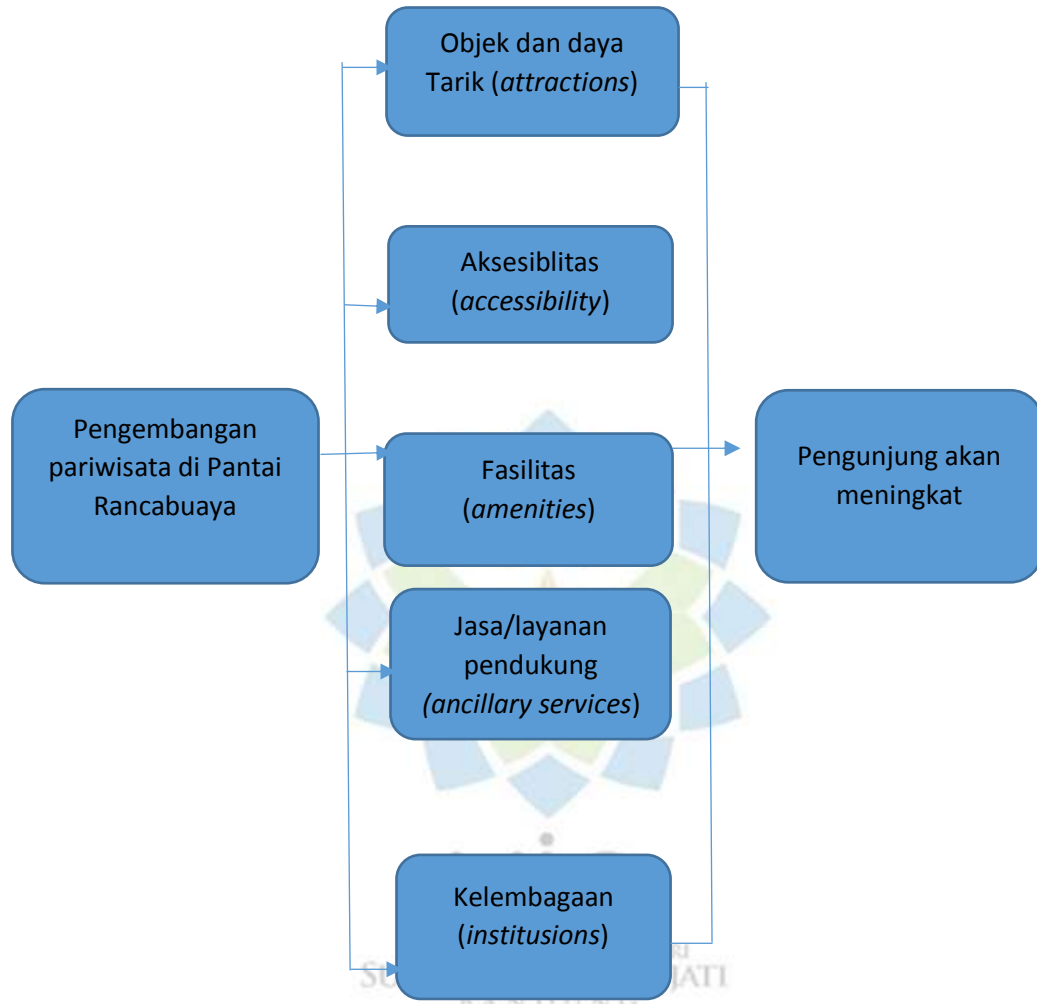 Objek dan daya
Tarik (attractions)
Aksesiblitas
(accessibility)
Pengembangan
pariwisata di Pantai
Rancabuaya
Fasilitas
(amenities)
Pengunjung akan
meningkat
Jasa/layanan
pendukung
(ancillary services)
Kelembagaan
(institusions)